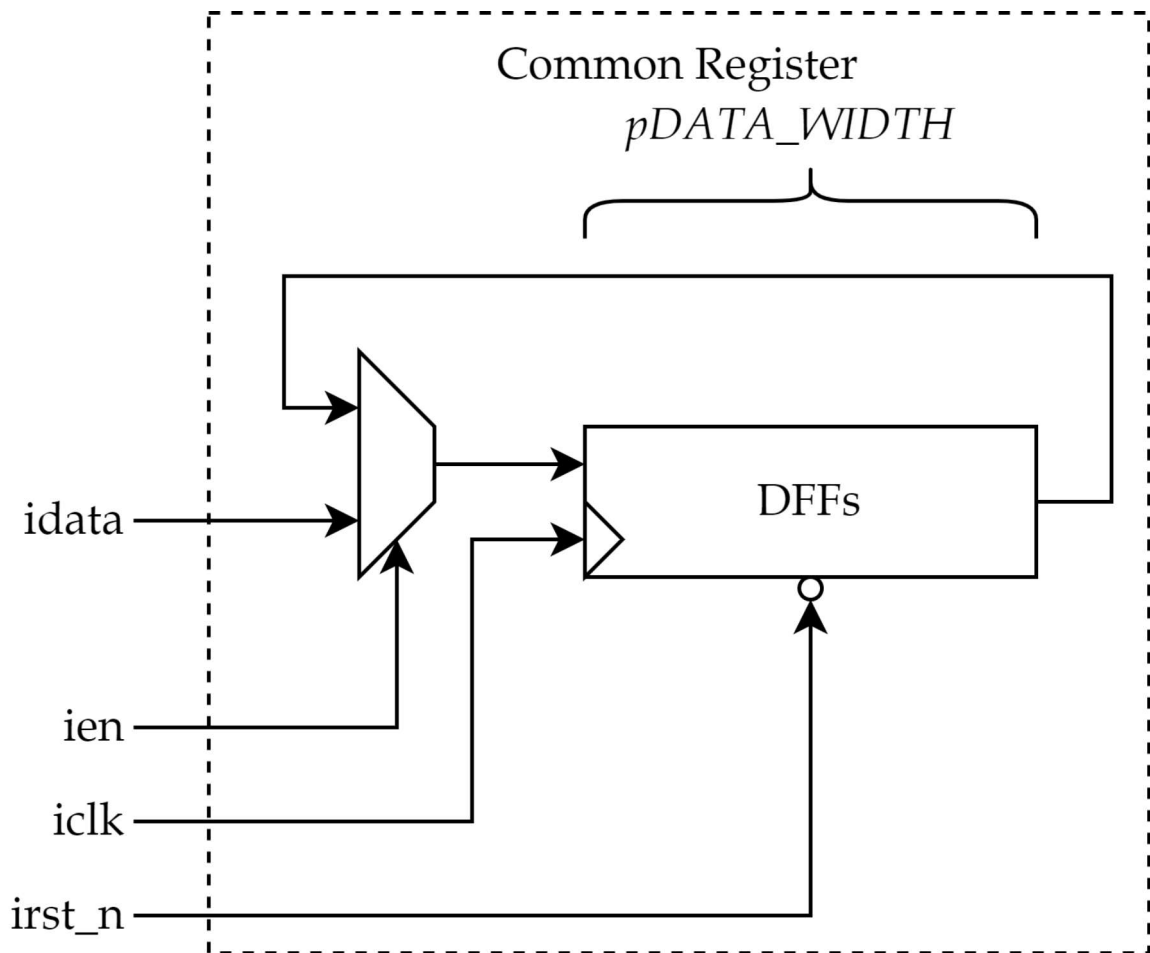 Common Register
pDATA_WIDTH
DFFs
idata
ien
iclk
irst_n